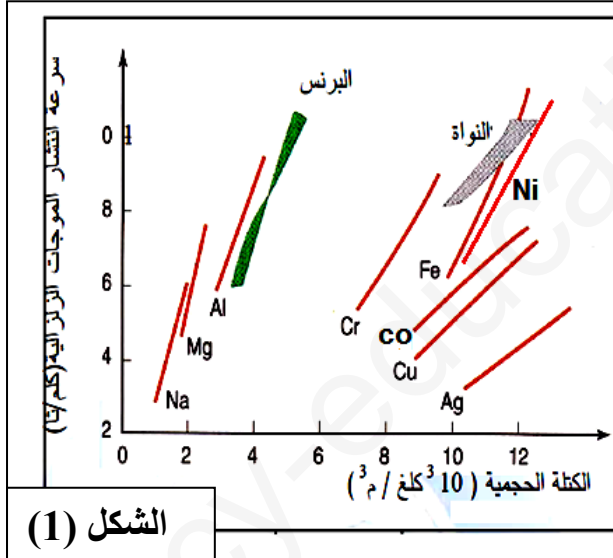 سرعة انتشار الموجات الزلزالية(كلم/ثا)
البرنس
النواة
0 1
8
6
4
2
Na
Mg
Al
Cr
Fe
Ni
co
Cu
Ag
0 2 4 6 8 10 12
الكتلة الحجمية ( 10 ³ كلغ / م³ )
الشكل (1)